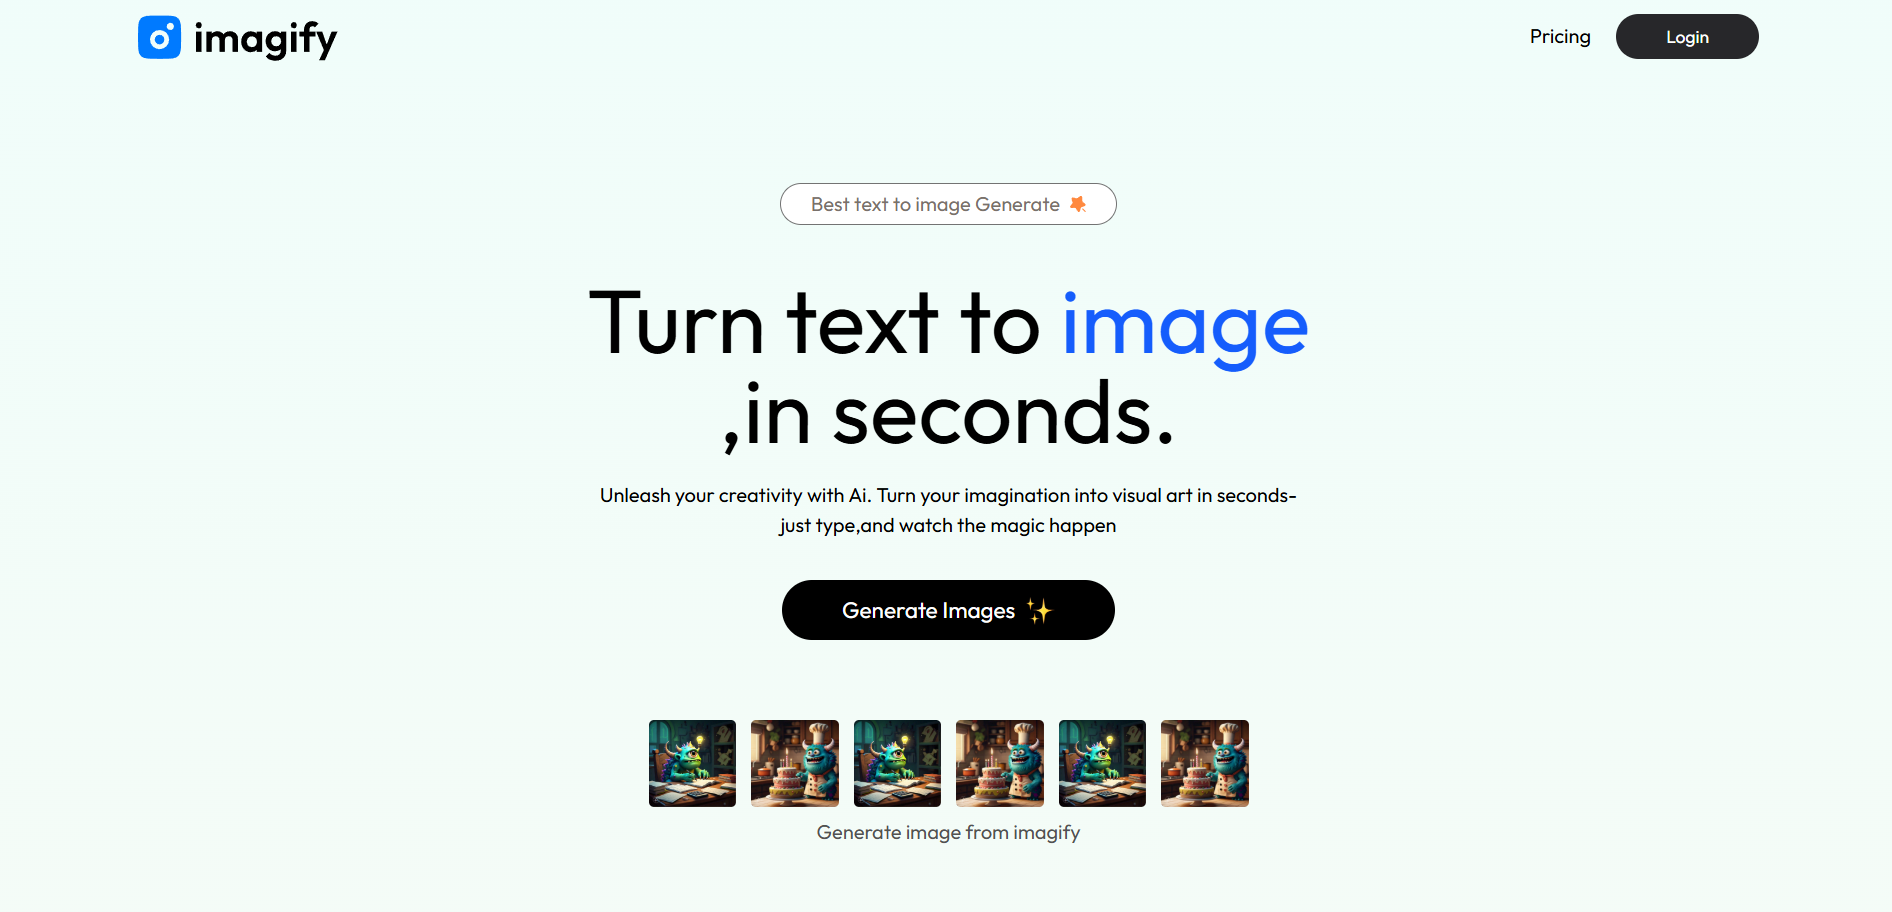 imagify
Pricing
Login
Best text to image Generate
Turn text to image
,in seconds.
Unleash your creativity with Ai. Turn your imagination into visual art in seconds-
just type,and watch the magic happen
Generate Images ✨
Generate image from imagify